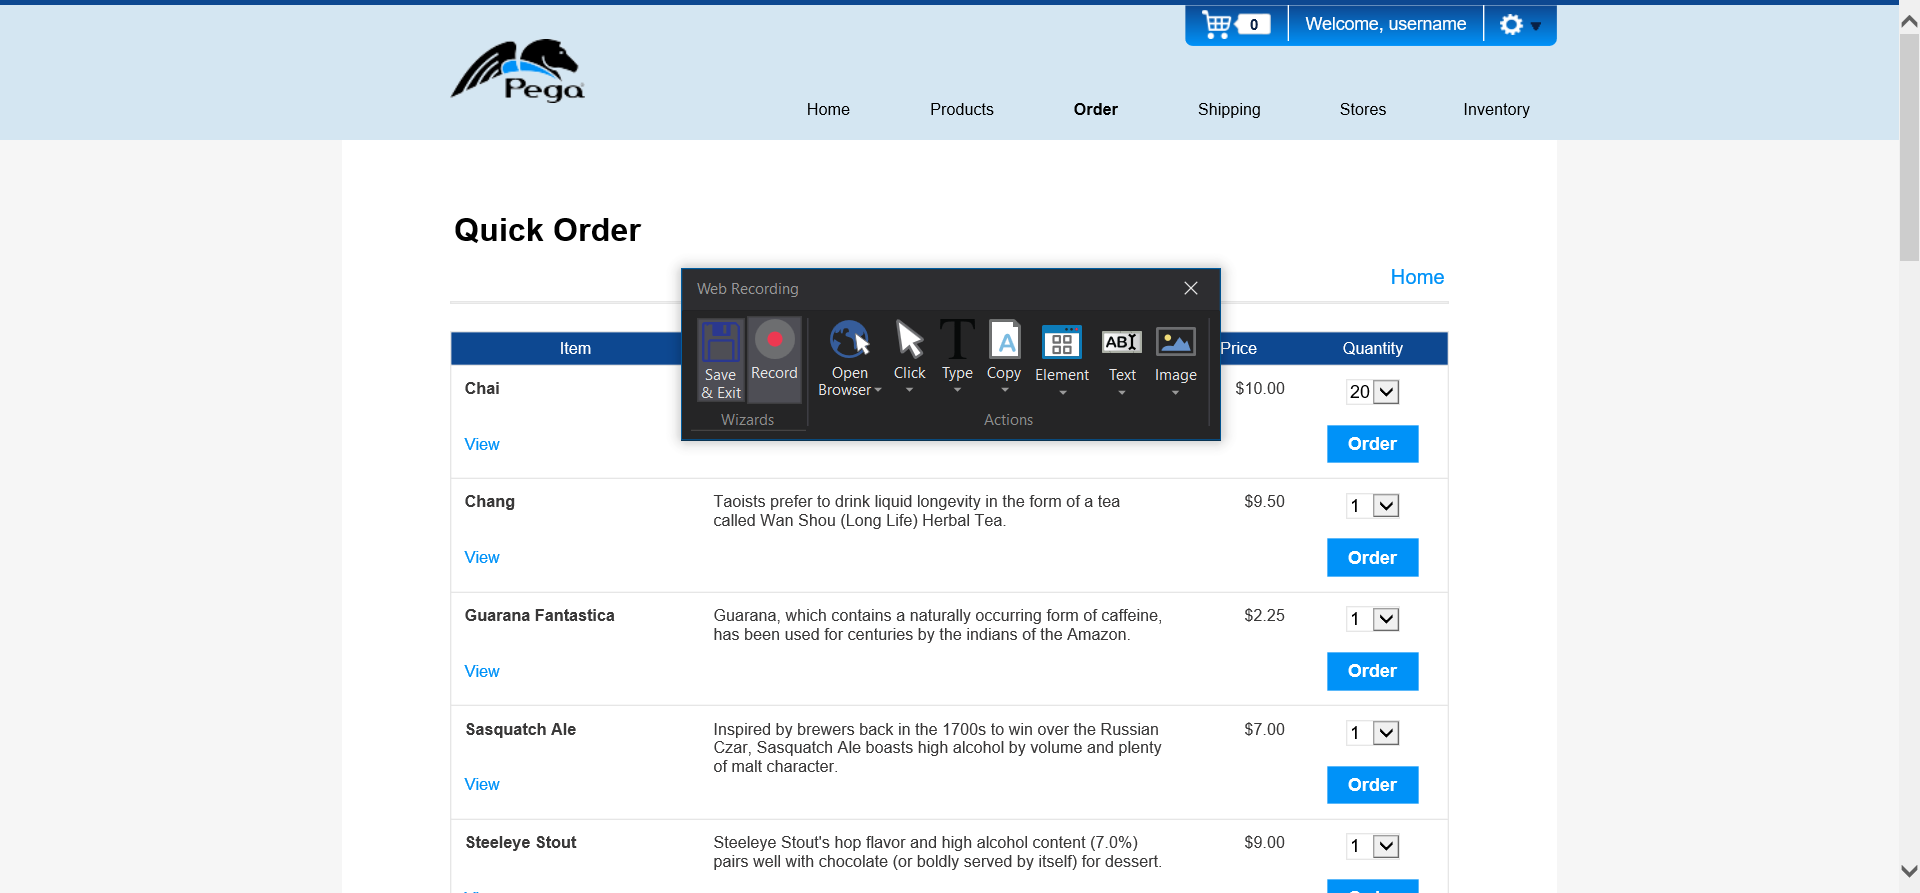 0
Welcome, username
Pega
Home
Products
Order
Shipping
Stores
Inventory
Quick Order
Home
Web Recording
Save
& Exit
Record
Open
Browser
Click
Type
Copy
Element
Text
Image
Wizards
Actions
Item
Price
Quantity
Chai
$10.00
20
View
Order
Chang
Taoists prefer to drink liquid longevity in the form of a tea
called Wan Shou (Long Life) Herbal Tea.
$9.50
1
View
Order
Guarana Fantastica
Guarana, which contains a naturally occurring form of caffeine,
has been used for centuries by the indians of the Amazon.
$2.25
1
View
Order
Sasquatch Ale
Inspired by brewers back in the 1700s to win over the Russian
Czar, Sasquatch Ale boasts high alcohol by volume and plenty
of malt character.
$7.00
1
View
Order
Steeleye Stout
Steeleye Stout's hop flavor and high alcohol content (7.0%)
pairs well with chocolate (or boldly served by itself) for dessert.
$9.00
1